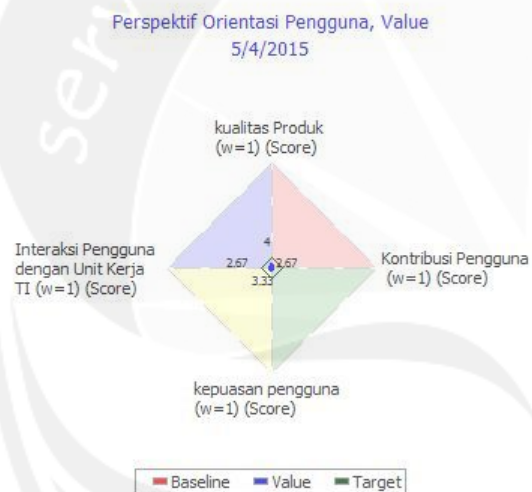 Perspektif Orientasi Pengguna, Value
5/4/2015
kualitas Produk
(w=1) (Score)
4
Interaksi Pengguna
dengan Unit Kerja
TI (w=1) (Score)
2.67
2.67
3.33
Kontribusi Pengguna
(w=1) (Score)
kepuasan pengguna
(w=1) (Score)
Baseline Value Target
ser